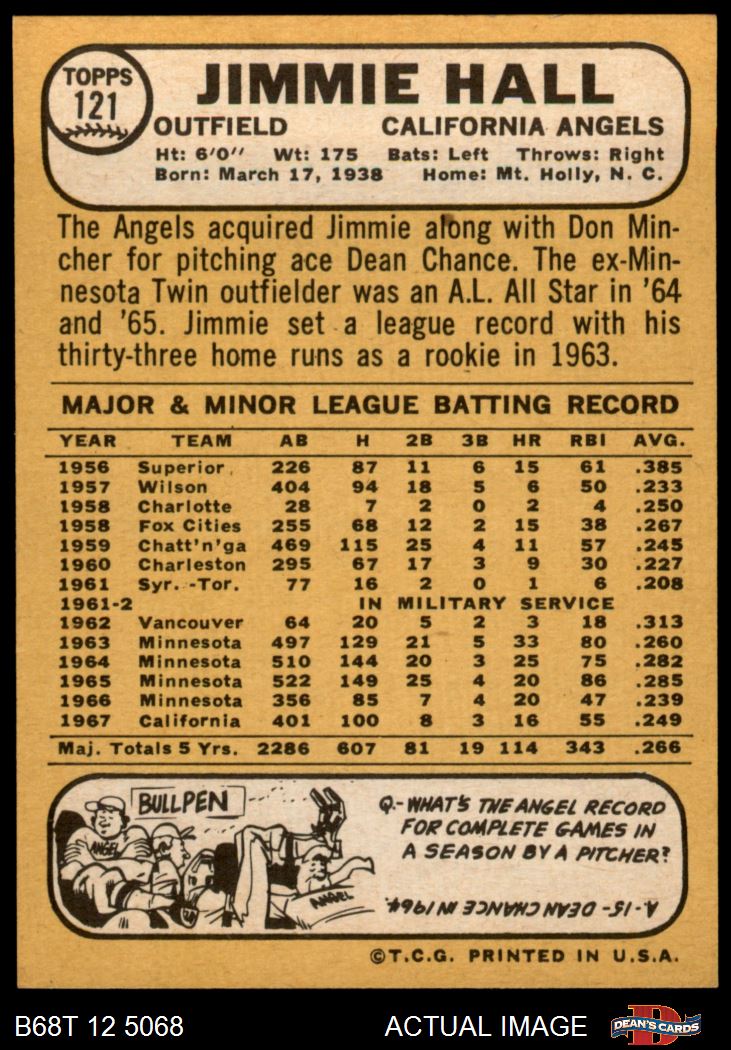 TOPPS
121
JIMMIE HALL
OUTFIELD CALIFORNIA ANGELS
Ht: 6'0" Wt: 175 Bats: Left Throws: Right
Born: March 17, 1938 Home: Mt. Holly, N. C.
The Angels acquired Jimmie along with Don Min-
cher for pitching ace Dean Chance. The ex-Min-
nesota Twin outfielder was an A.L. All Star in '64
and '65. Jimmie set a league record with his
thirty-three home runs as a rookie in 1963.
MAJOR & MINOR LEAGUE BATTING RECORD
YEAR TEAM AB H 2B 3B HR RBI AVG.
1956 Superior 226 87 11 6 15 61 .385
1957 Wilson 404 94 18 5 6 50 .233
1958 Charlotte 28 7 2 0 2 4 .250
1958 Fox Cities 255 68 12 2 15 38 .267
1959 Chatt'n'ga 469 115 25 4 11 57 .245
1960 Charleston 295 67 17 3 9 30 .227
1961 Syr. -Tor. 77 16 2 0 1 6 .208
1961-2 IN MILITARY SERVICE
1962 Vancouver 64 20 5 2 3 18 .313
1963 Minnesota 497 129 21 5 33 80 .260
1964 Minnesota 510 144 20 3 25 75 .282
1965 Minnesota 522 149 25 4 20 86 .285
1966 Minnesota 356 85 7 4 20 47 .239
1967 California 401 100 8 3 16 55 .249
Maj. Totals 5 Yrs. 2286 607 81 19 114 343 .266
BULLPEN
ANGEL
ANGEL
Q.-WHAT'S THE ANGEL RECORD
FOR COMPLETE GAMES IN
A SEASON BY A PITCHER?
A.-15- DEAN CHANCE IN 1964.
©T.C.G. PRINTED IN U.S.A.
B68T 12 5068 ACTUAL IMAGE
D
DEAN'S CARDS